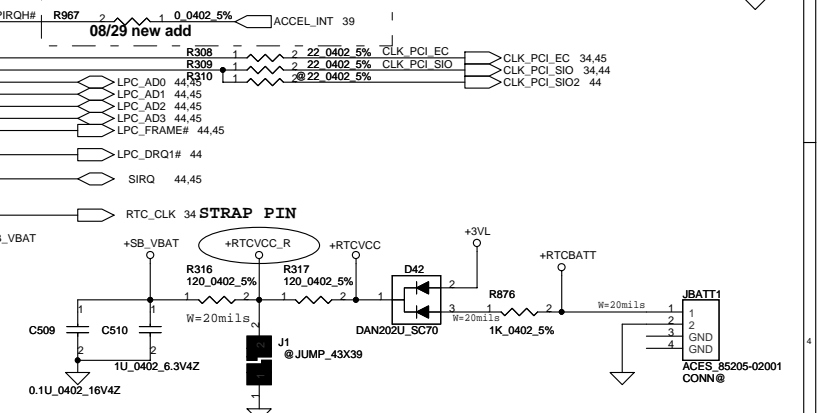 PIRQH# R967 2 1 0_0402_5% ACCEL_INT 39
08/29 new add
R308 1 2 22_0402_5% CLK_PCI_EC CLK_PCI_EC 34,45
R309 1 2 22_0402_5% CLK_PCI_SIO CLK_PCI_SIO 34,44
R310 1 2 @22_0402_5% CLK_PCI_SIO2 44
LPC_AD0 44,45
LPC_AD1 44,45
LPC_AD2 44,45
LPC_AD3 44,45
LPC_FRAME# 44,45
LPC_DRQ1# 44
SIRQ 44,45
RTC_CLK 34 STRAP PIN
_VBAT
+SB_VBAT
+RTCVCC_R
+RTCVCC
+3VL
+RTCBATT
R316
120_0402_5%
1 2
W=20mils
R317
120_0402_5%
1 2
D42
1 2 3
DAN202U_SC70
W=20mils
R876
1 2
1K_0402_5%
W=20mils
JBATT1
1 1
2 2
3 GND
4 GND
ACES_85205-02001
CONN@
C509
1 2
0.1U_0402_16V4Z
C510
1 2
1U_0402_6.3V4Z
J1
@JUMP_43X39
2 2
1 1
4